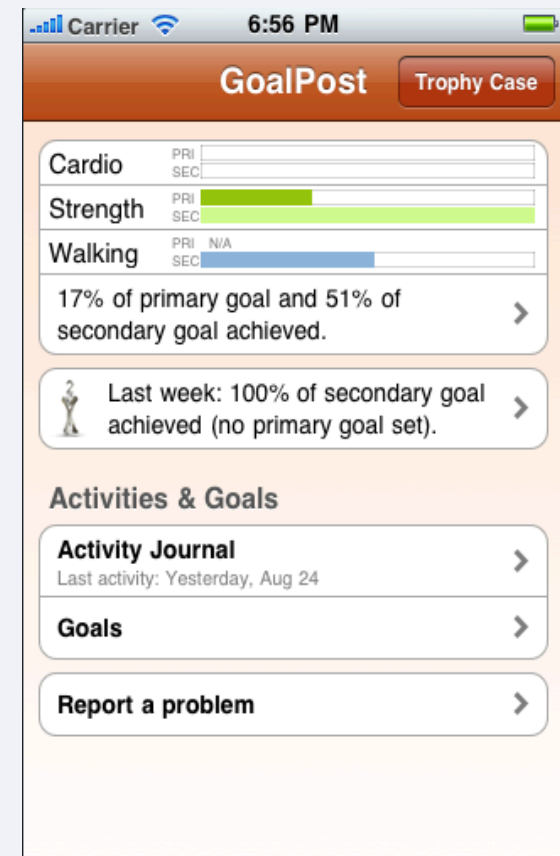 Carrier 6:56 PM
GoalPost Trophy Case
Cardio PRI
SEC
Strength PRI
SEC
Walking PRI N/A
SEC
17% of primary goal and 51% of
secondary goal achieved.
Last week: 100% of secondary goal
achieved (no primary goal set).
Activities & Goals
Activity Journal
Last activity: Yesterday, Aug 24
Goals
Report a problem